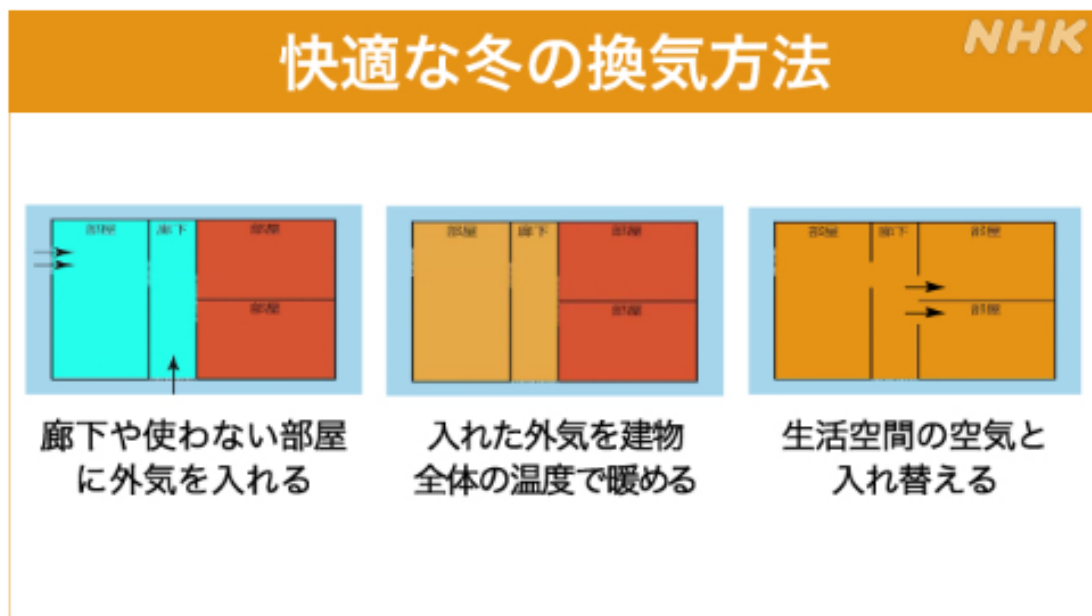 快適な冬の換気方法
NHK
部屋
廊下
部屋
部屋
廊下や使わない部屋
に外気を入れる
部屋
廊下
部屋
部屋
入れた外気を建物
全体の温度で暖める
部屋
廊下
部屋
部屋
生活空間の空気と
入れ替える